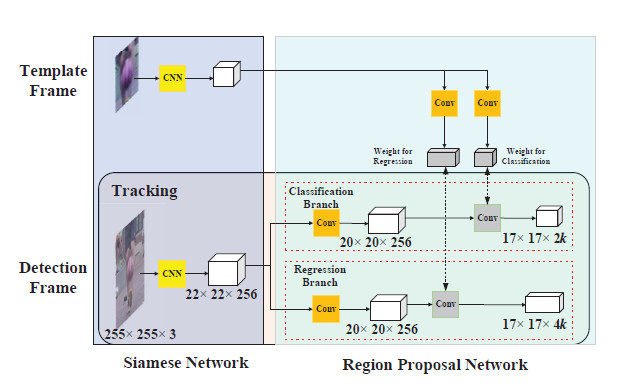 Template
Frame
CNN
Conv
Conv
Weight for
Regression
Weight for
Classification
Tracking
Classification
Branch
Conv
20× 20× 256
Conv
17× 17× 2k
Detection
Frame
CNN
22× 22× 256
255× 255× 3
Regression
Branch
Conv
20× 20× 256
Conv
17× 17× 4k
Siamese Network
Region Proposal Network